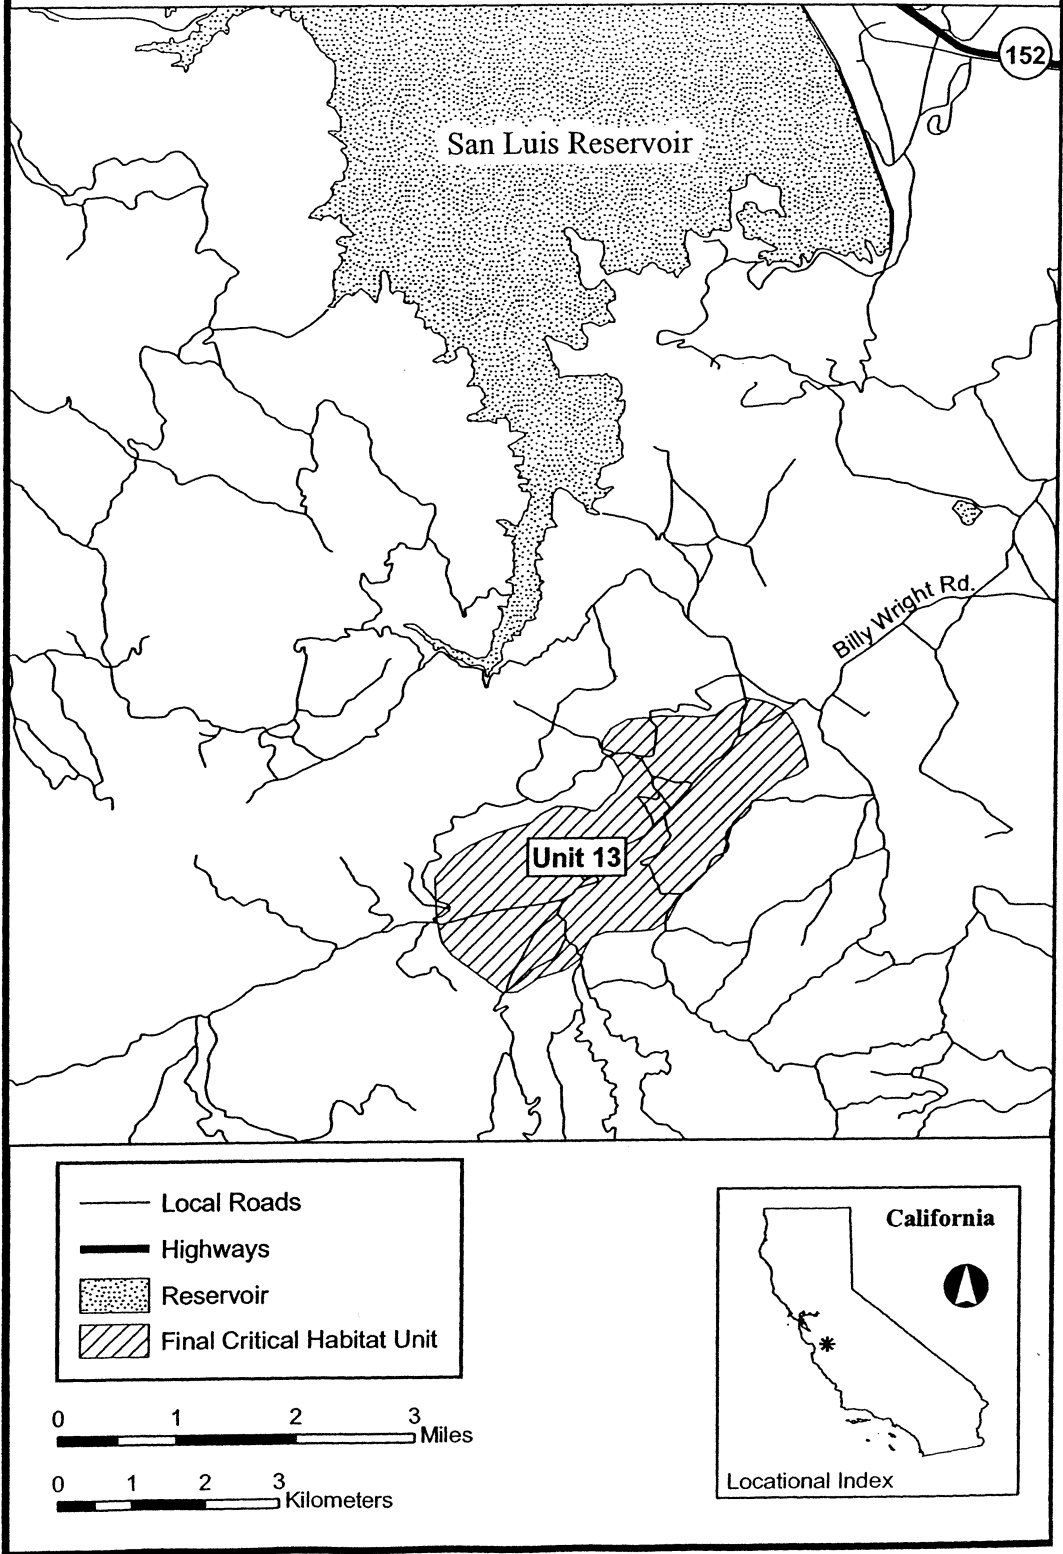 152
San Luis Reservoir
Billy Wright Rd.
Unit 13
Local Roads
Highways
Reservoir
Final Critical Habitat Unit
0 1 2 3
Miles
0 1 2 3
Kilometers
California
Locational Index